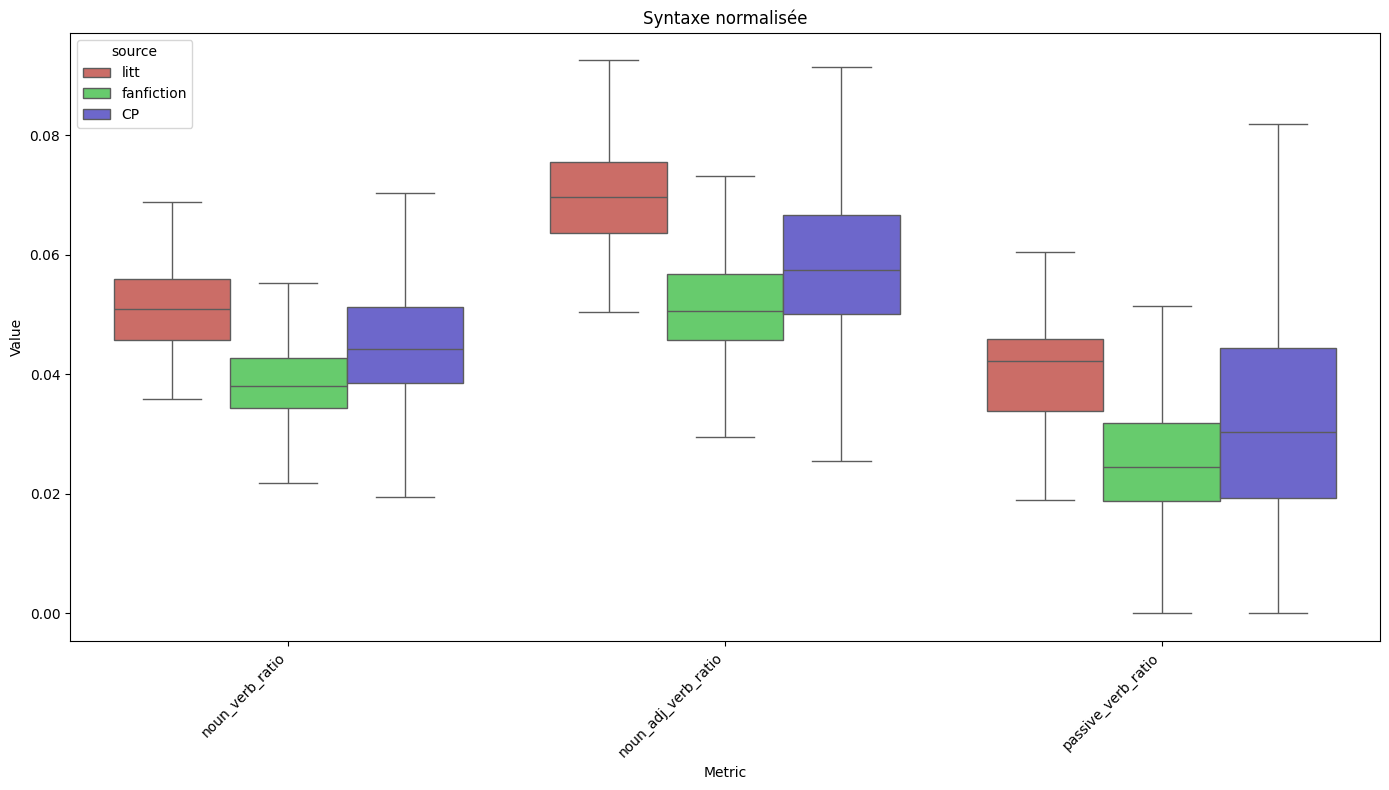 Syntaxe normalisée
source
litt
fanfiction
CP
Value
0.08
0.06
0.04
0.02
0.00
noun_verb_ratio
noun_adj_verb_ratio
passive_verb_ratio
Metric